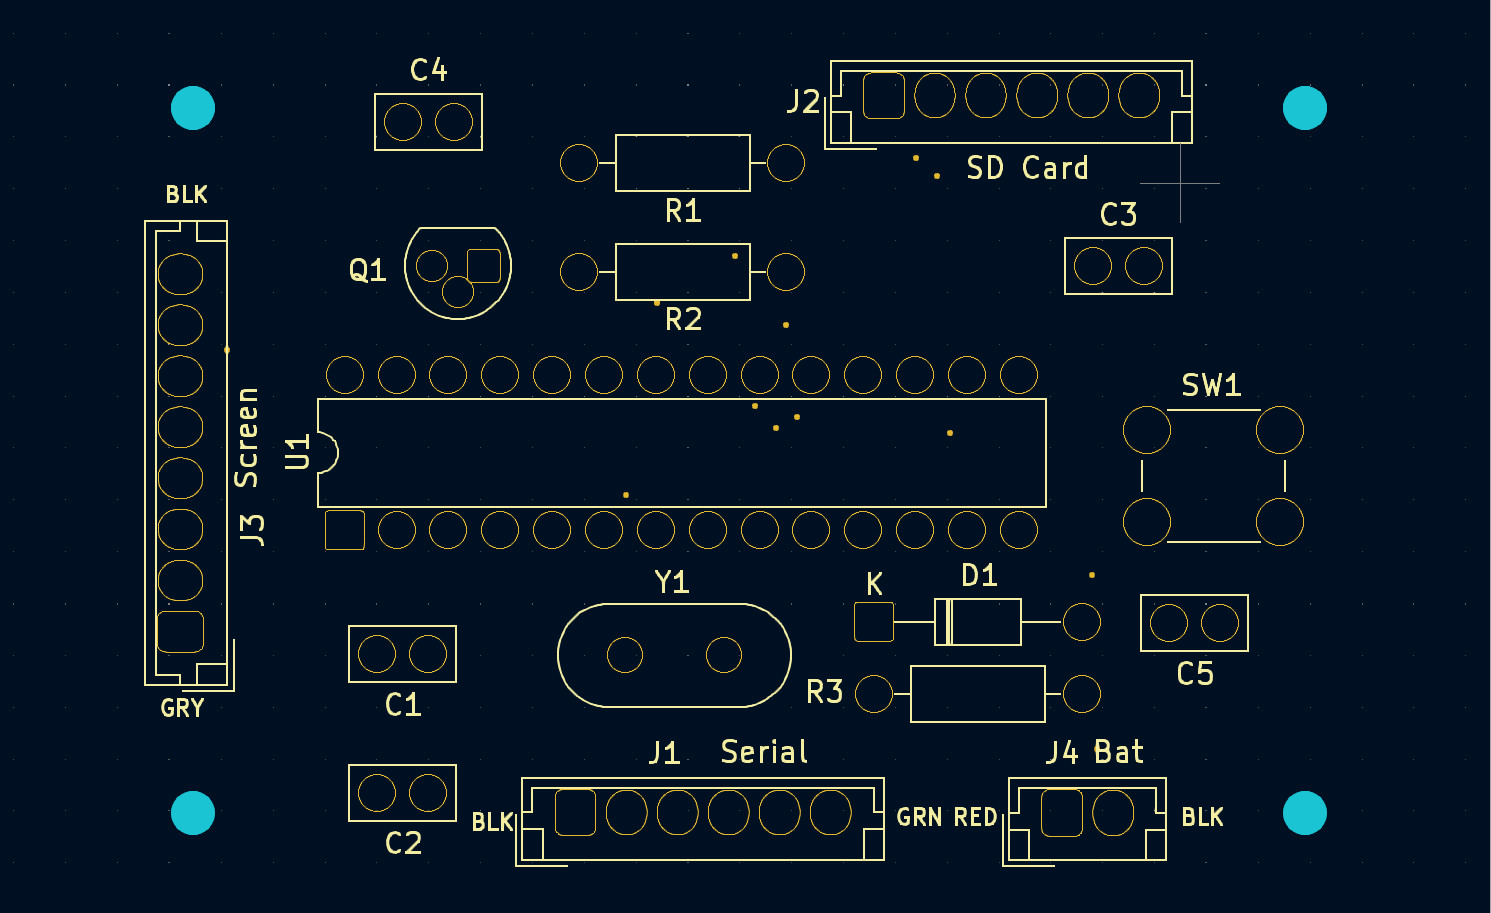 C4
J2
SD Card
BLK
R1
C3
Q1
R2
SW1
J3 Screen
U1
Y1
K
D1
C5
R3
GRY
C1
J1 Serial
J4 Bat
BLK
GRN
RED
BLK
C2